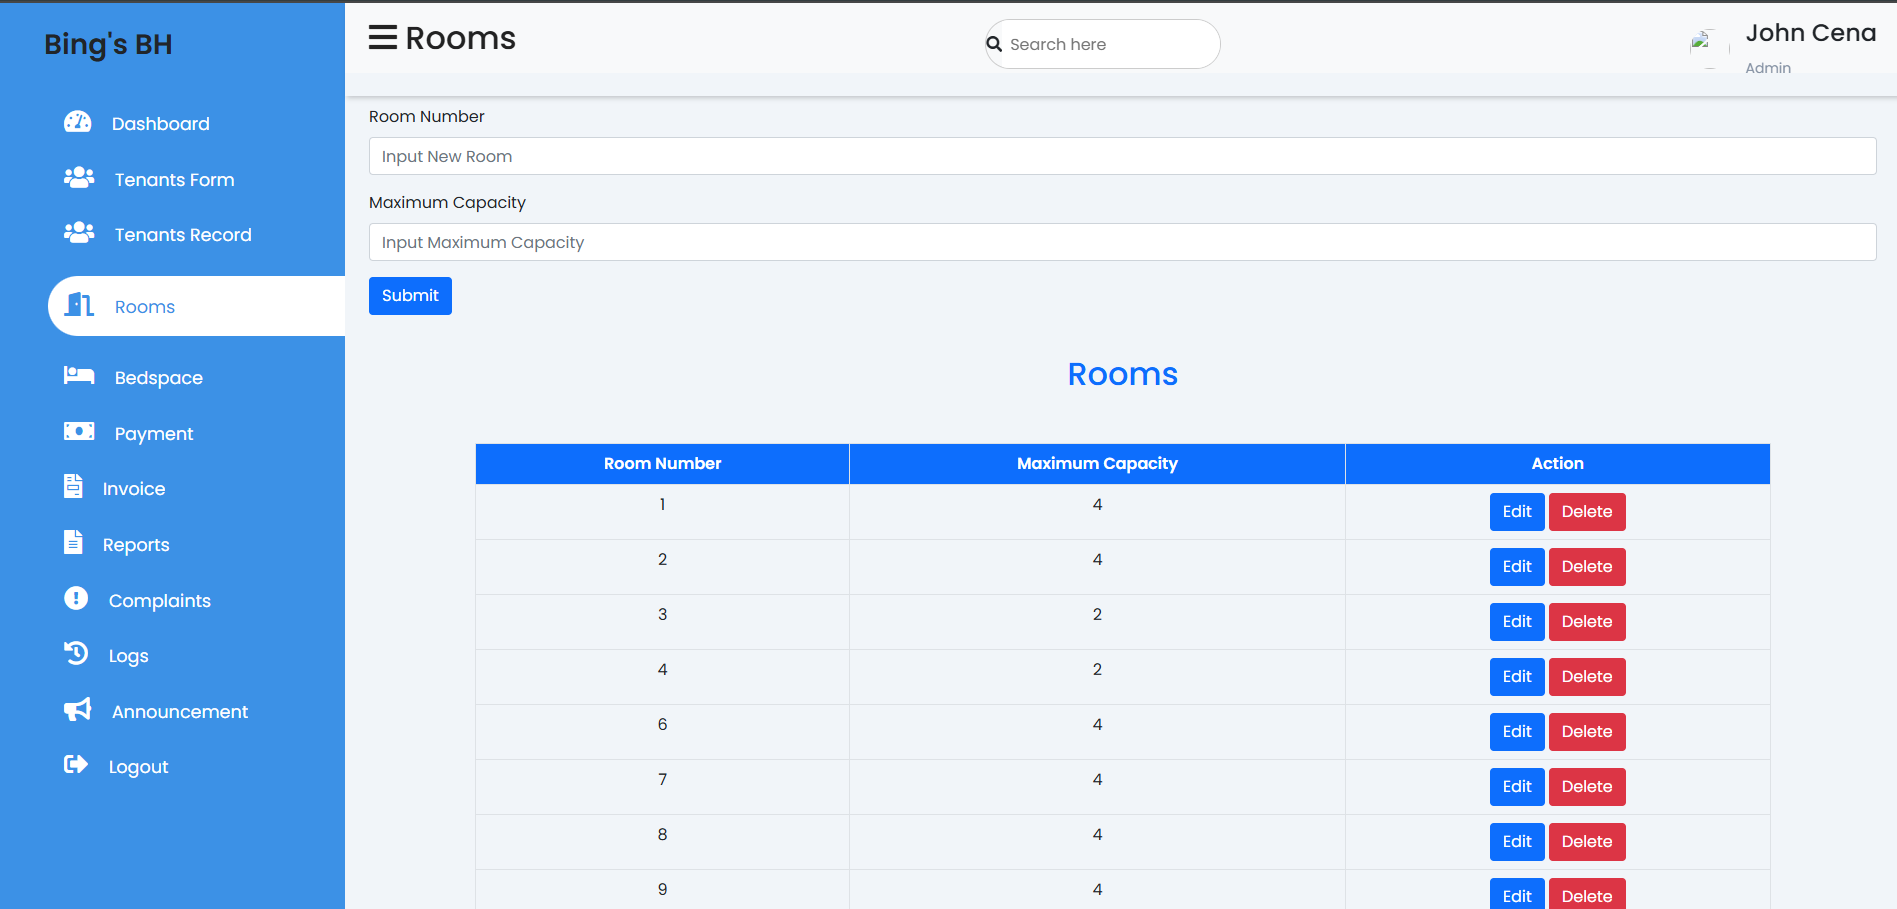 Bing's BH
Dashboard
Tenants Form
Tenants Record
Rooms
Bedspace
Payment
Invoice
Reports
Complaints
Logs
Announcement
Logout
Rooms
Search here
John Cena
Admin
Room Number
Input New Room
Maximum Capacity
Input Maximum Capacity
Submit
Rooms
Room Number Maximum Capacity Action
1 4 Edit Delete
2 4 Edit Delete
3 2 Edit Delete
4 2 Edit Delete
6 4 Edit Delete
7 4 Edit Delete
8 4 Edit Delete
9 4 Edit Delete